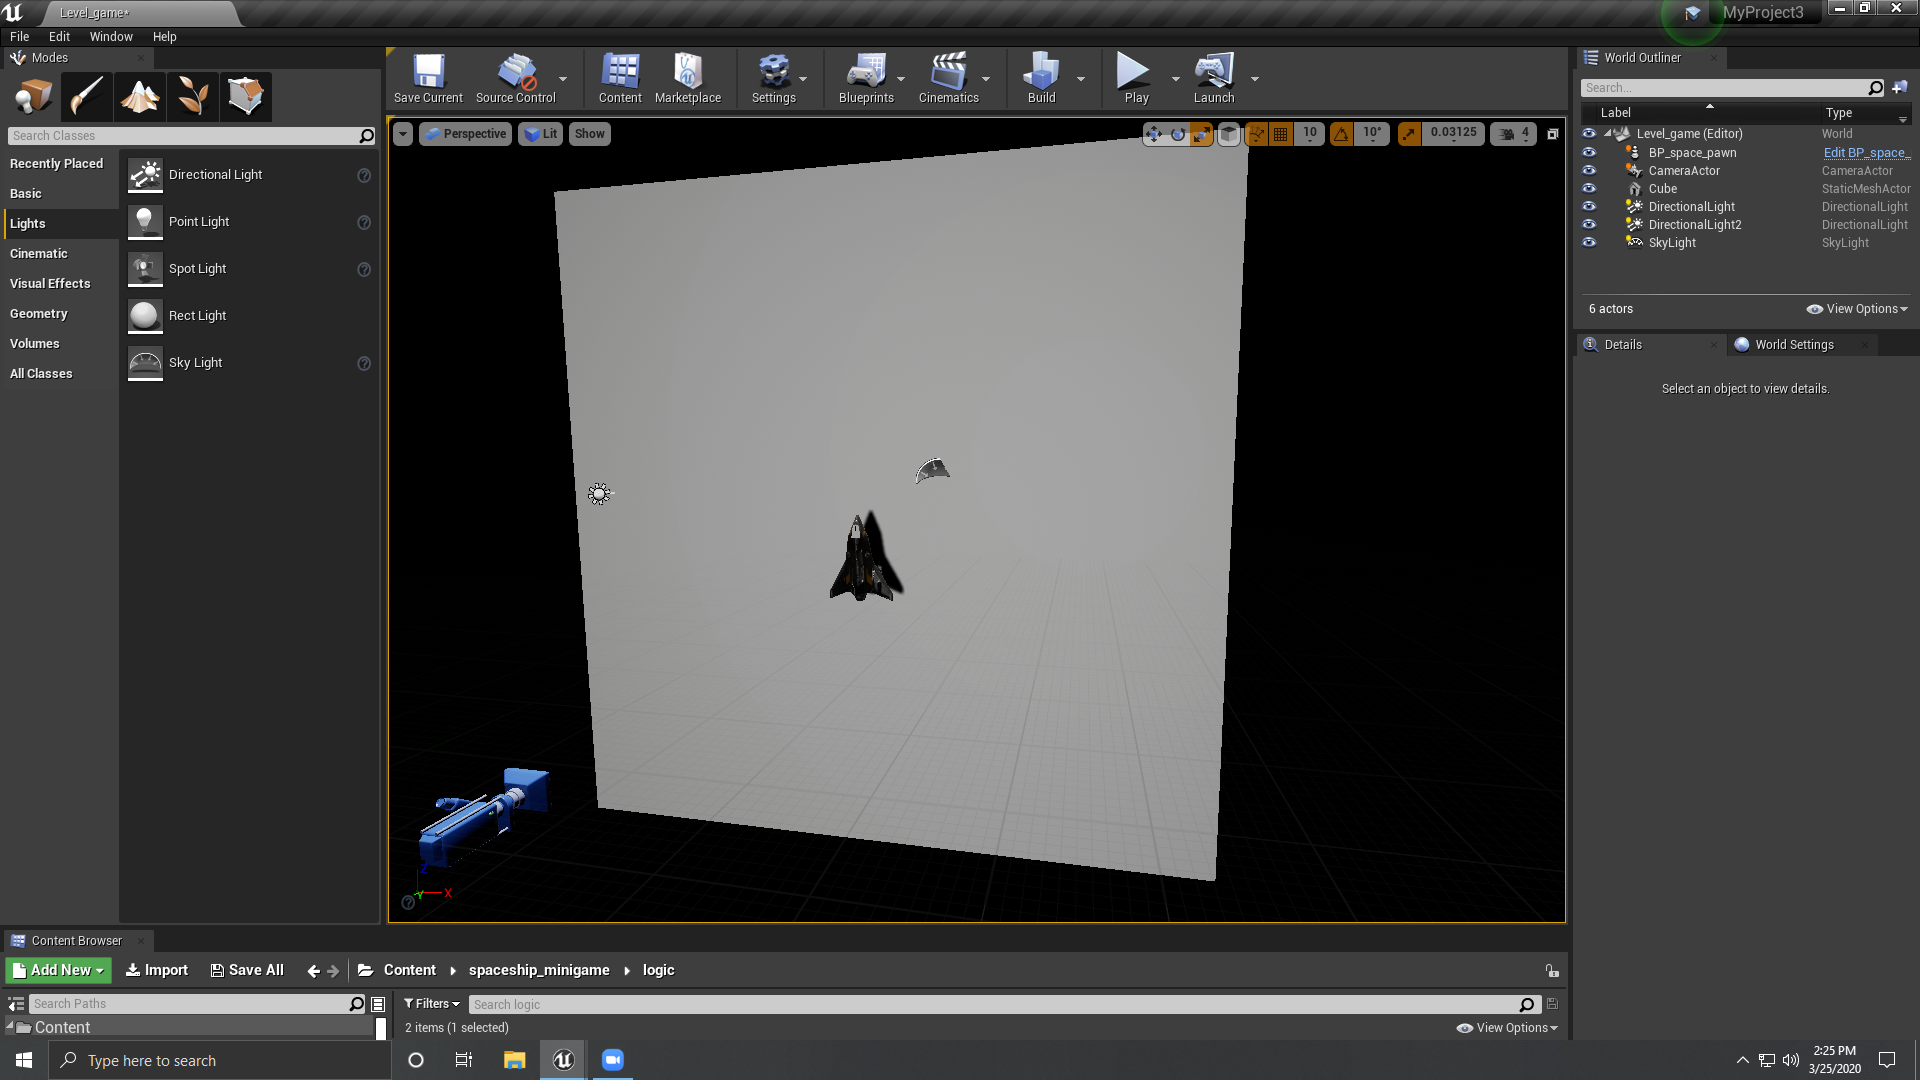 Level_game*
MyProject3
File Edit Window Help
Modes
Search Classes
Recently Placed
Basic
Lights
Cinematic
Visual Effects
Geometry
Volumes
All Classes
Directional Light
Point Light
Spot Light
Rect Light
Sky Light
Save Current
Source Control
Content
Marketplace
Settings
Blueprints
Cinematics
Build
Play
Launch
Perspective Lit Show
10 10° 0.03125 4
Z
X
World Outliner
Search...
Label Type
Level_game (Editor) World
BP_space_pawn Edit BP_space_
CameraActor CameraActor
Cube StaticMeshActor
DirectionalLight DirectionalLight
DirectionalLight2 DirectionalLight
SkyLight SkyLight
6 actors View Options
Details World Settings
Select an object to view details.
Content Browser
Add New Import Save All Content spaceship_minigame logic
Search Paths
Content
Filters Search logic
2 items (1 selected) View Options
Type here to search
2:25 PM
3/25/2020